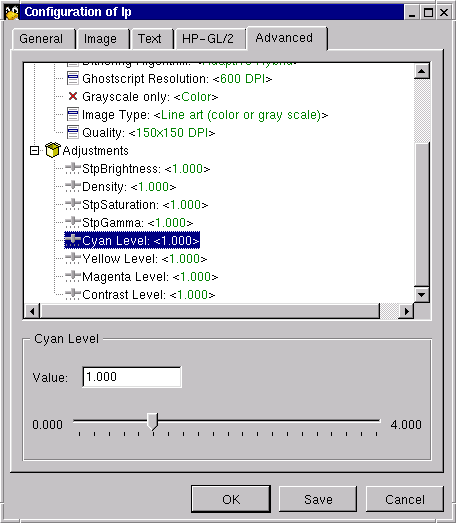 Configuration of lp
General Image Text HP-GL/2 Advanced
Ghostscript Resolution: <600 DPI>
Grayscale only: <Color>
Image Type: <Line art (color or gray scale)>
Quality: <150x150 DPI>
Adjustments
StpBrightness: <1.000>
Density: <1.000>
StpSaturation: <1.000>
StpGamma: <1.000>
Cyan Level: <1.000>
Yellow Level: <1.000>
Magenta Level: <1.000>
Contrast Level: <1.000>
Cyan Level
Value: 1.000
0.000 4.000
OK Save Cancel